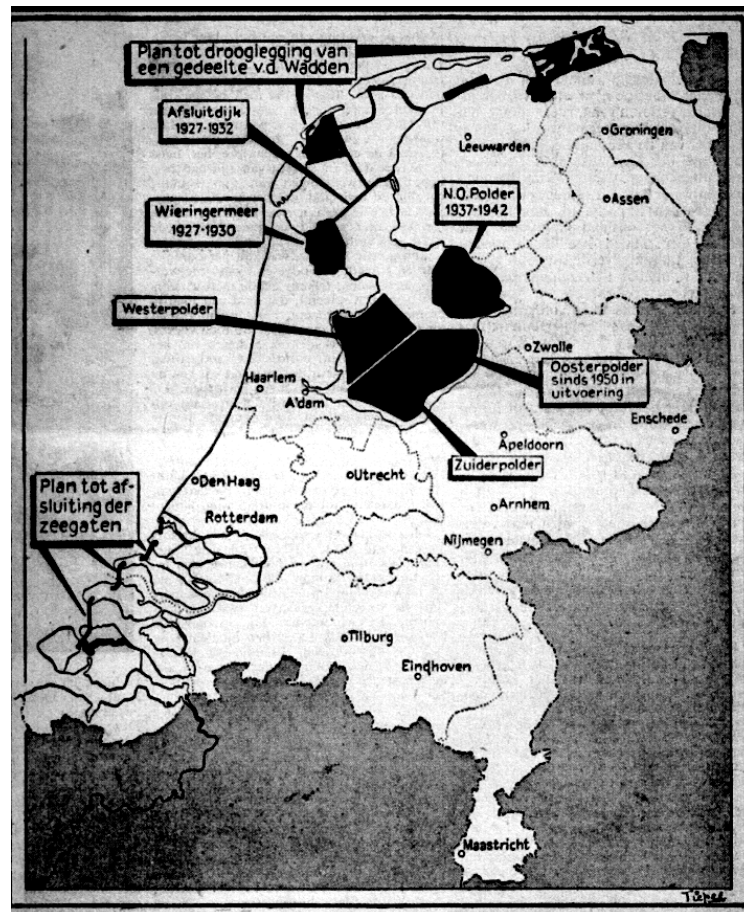 Plan tot drooglegging van
een gedeelte v.d. Wadden
Afsluitdijk
1927-1932
Leeuwarden
Groningen
N.O. Polder
1937-1942
Assen
Wieringermeer
1927-1930
Westerpolder
Zwolle
Oosterpolder
sinds 1950 in
uitvoering
Haarlem
A'dam
Enschede
Apeldoorn
Zuiderpolder
Plan tot af-
sluiting der
zeegaten
Den Haag
Utrecht
Arnhem
Rotterdam
Nijmegen
Tilburg
Eindhoven
Maastricht